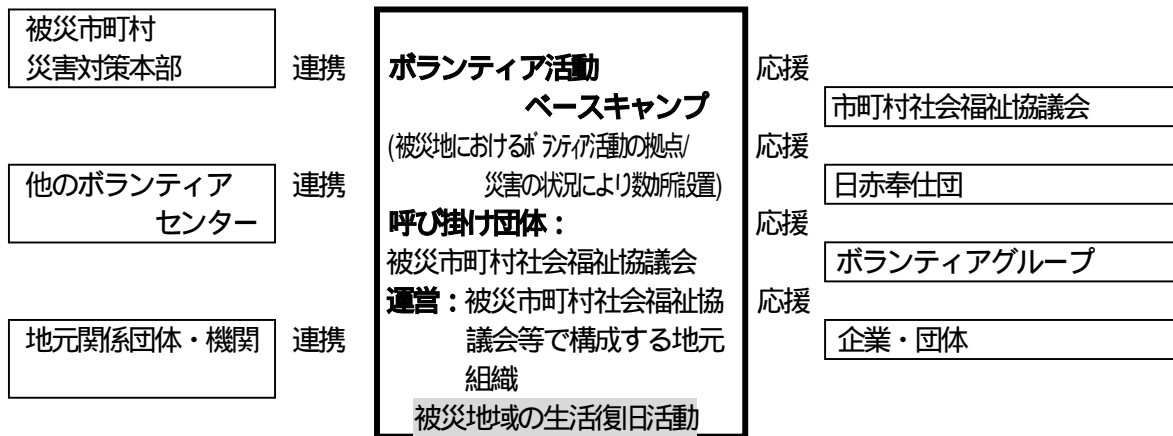 被災市町村
災害対策本部
連携
他のボランティア
センター
連携
地元関係団体・機関
連携
ボランティア活動
ベースキャンプ
(被災地におけるボランティア活動の拠点/
災害の状況により数カ所設置)
呼び掛け団体：
被災市町村社会福祉協議会
運営：被災市町村社会福祉協
議会等で構成する地元
組織
被災地域の生活復旧活動
応援
市町村社会福祉協議会
応援
日赤奉仕団
応援
ボランティアグループ
応援
企業・団体